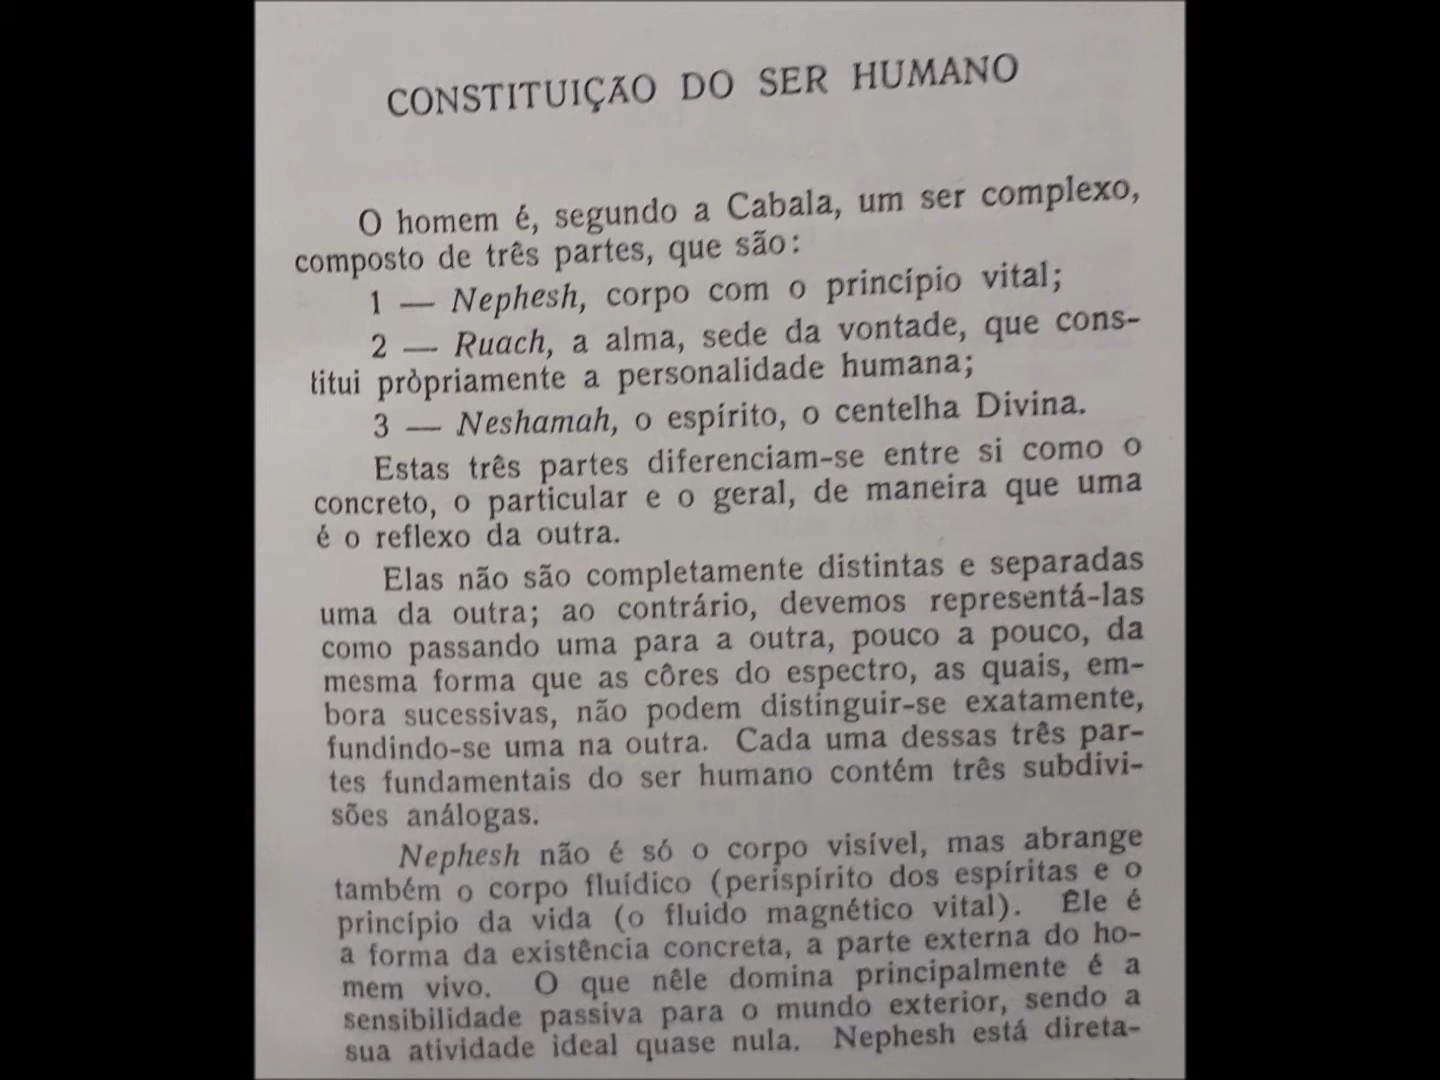 CONSTITUIÇÃO DO SER HUMANO
O homem é, segundo a Cabala, um ser complexo,
composto de três partes, que são:
1 — Nephesh, corpo com o princípio vital;
2 — Ruach, a alma, sede da vontade, que cons-
titui pròpriamente a personalidade humana;
3 — Neshamah, o espírito, o centelha Divina.
Estas três partes diferenciam-se entre si como o
concreto, o particular e o geral, de maneira que uma
é o reflexo da outra.
Elas não são completamente distintas e separadas
uma da outra; ao contrário, devemos representá-las
como passando uma para a outra, pouco a pouco, da
mesma forma que as côres do espectro, as quais, em-
bora sucessivas, não podem distinguir-se exatamente,
fundindo-se uma na outra. Cada uma dessas três par-
tes fundamentais do ser humano contém três subdivi-
sões análogas.
Nephesh não é só o corpo visível, mas abrange
também o corpo fluídico (perispírito dos espíritas e o
princípio da vida (o fluido magnético vital). Êle é
a forma da existência concreta, a parte externa do ho-
mem vivo. O que nêle domina principalmente é a
sensibilidade passiva para o mundo exterior, sendo a
sua atividade ideal quase nula. Nephesh está direta-